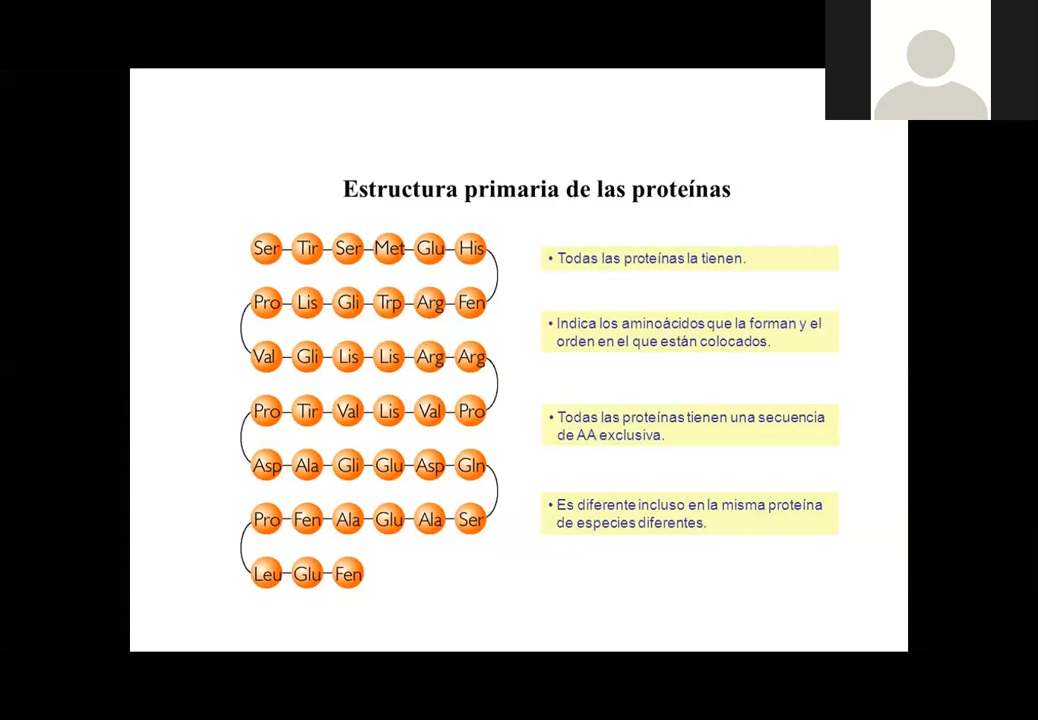 Estructura primaria de las proteínas
Ser Tir Ser Met Glu His
Pro Lis Gli Trp Arg Fen
Val Gli Lis Lis Arg Arg
Pro Tir Val Lis Val Pro
Asp Ala Gli Glu Asp Gln
Pro Fen Ala Glu Ala Ser
Leu Glu Fen
• Todas las proteínas la tienen.
• Indica los aminoácidos que la forman y el
orden en el que están colocados.
• Todas las proteínas tienen una secuencia
de AA exclusiva.
• Es diferente incluso en la misma proteína
de especies diferentes.